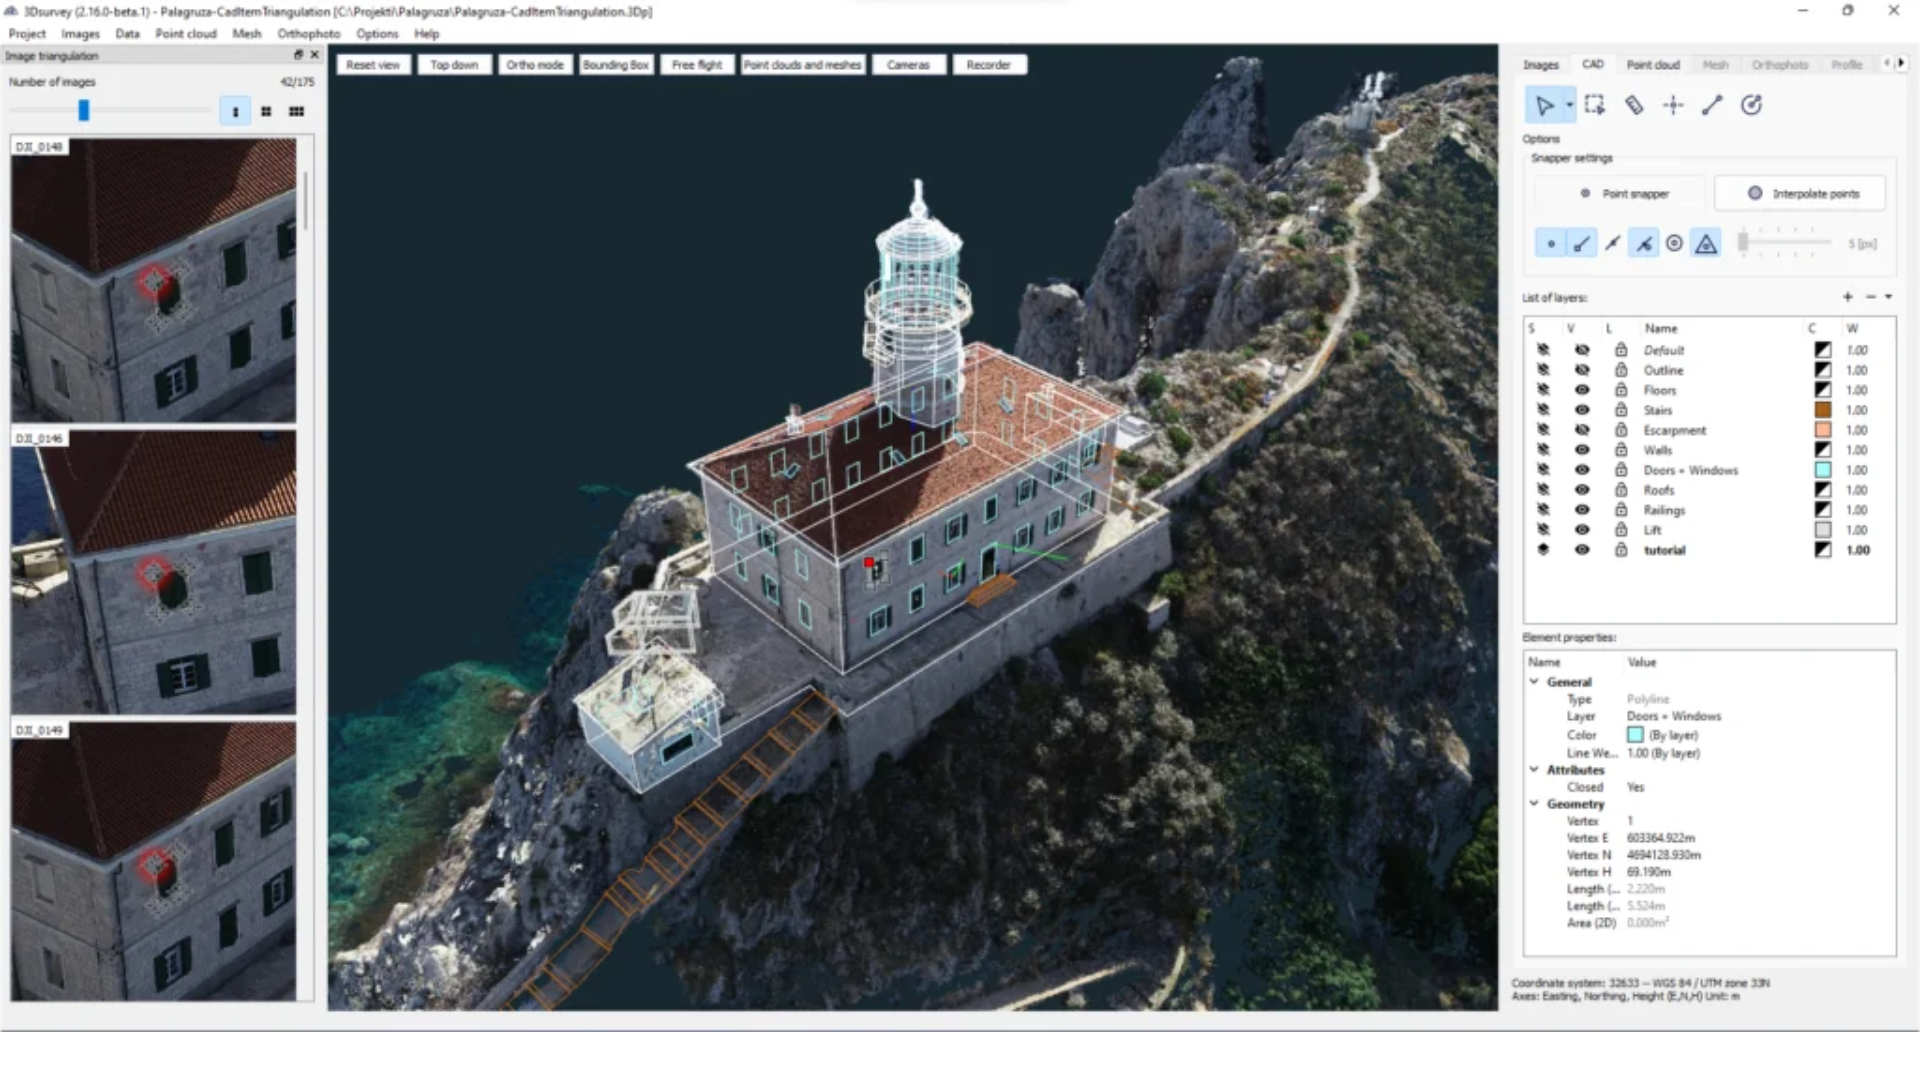 3Dsurvey (2.16.0-beta.1) - Palagruza-CadItemTriangulation [C:\Projekti\Palagruza\Palagruza-CadItemTriangulation.3Dp]
Project Images Data Point cloud Mesh Orthophoto Options Help
Image triangulation
Number of images 42/175
DJI_0148
DJI_0146
DJI_0149
Reset view Top down Ortho mode Bounding Box Free flight Point clouds and meshes Cameras Recorder
Images CAD Point cloud Mesh Orthophoto Profile
Options
Snapper settings
Point snapper Interpolate points
5 [px]
List of layers:
S V L Name C W
Default 1.00
Outline 1.00
Floors 1.00
Stairs 1.00
Escarpment 1.00
Walls 1.00
Doors + Windows 1.00
Roofs 1.00
Railings 1.00
Lift 1.00
tutorial 1.00
Element properties:
Name Value
General
Type Polyline
Layer Doors + Windows
Color (By layer)
Line We... 1.00 (By layer)
Attributes
Closed Yes
Geometry
Vertex 1
Vertex E 603364.922m
Vertex N 4694128.930m
Vertex H 69.190m
Length (... 2.220m
Length (... 5.524m
Area (2D) 0.000m²
Coordinate system: 32633 -- WGS 84 / UTM zone 33N
Axes: Easting, Northing, Height (E,N,H) Unit: m